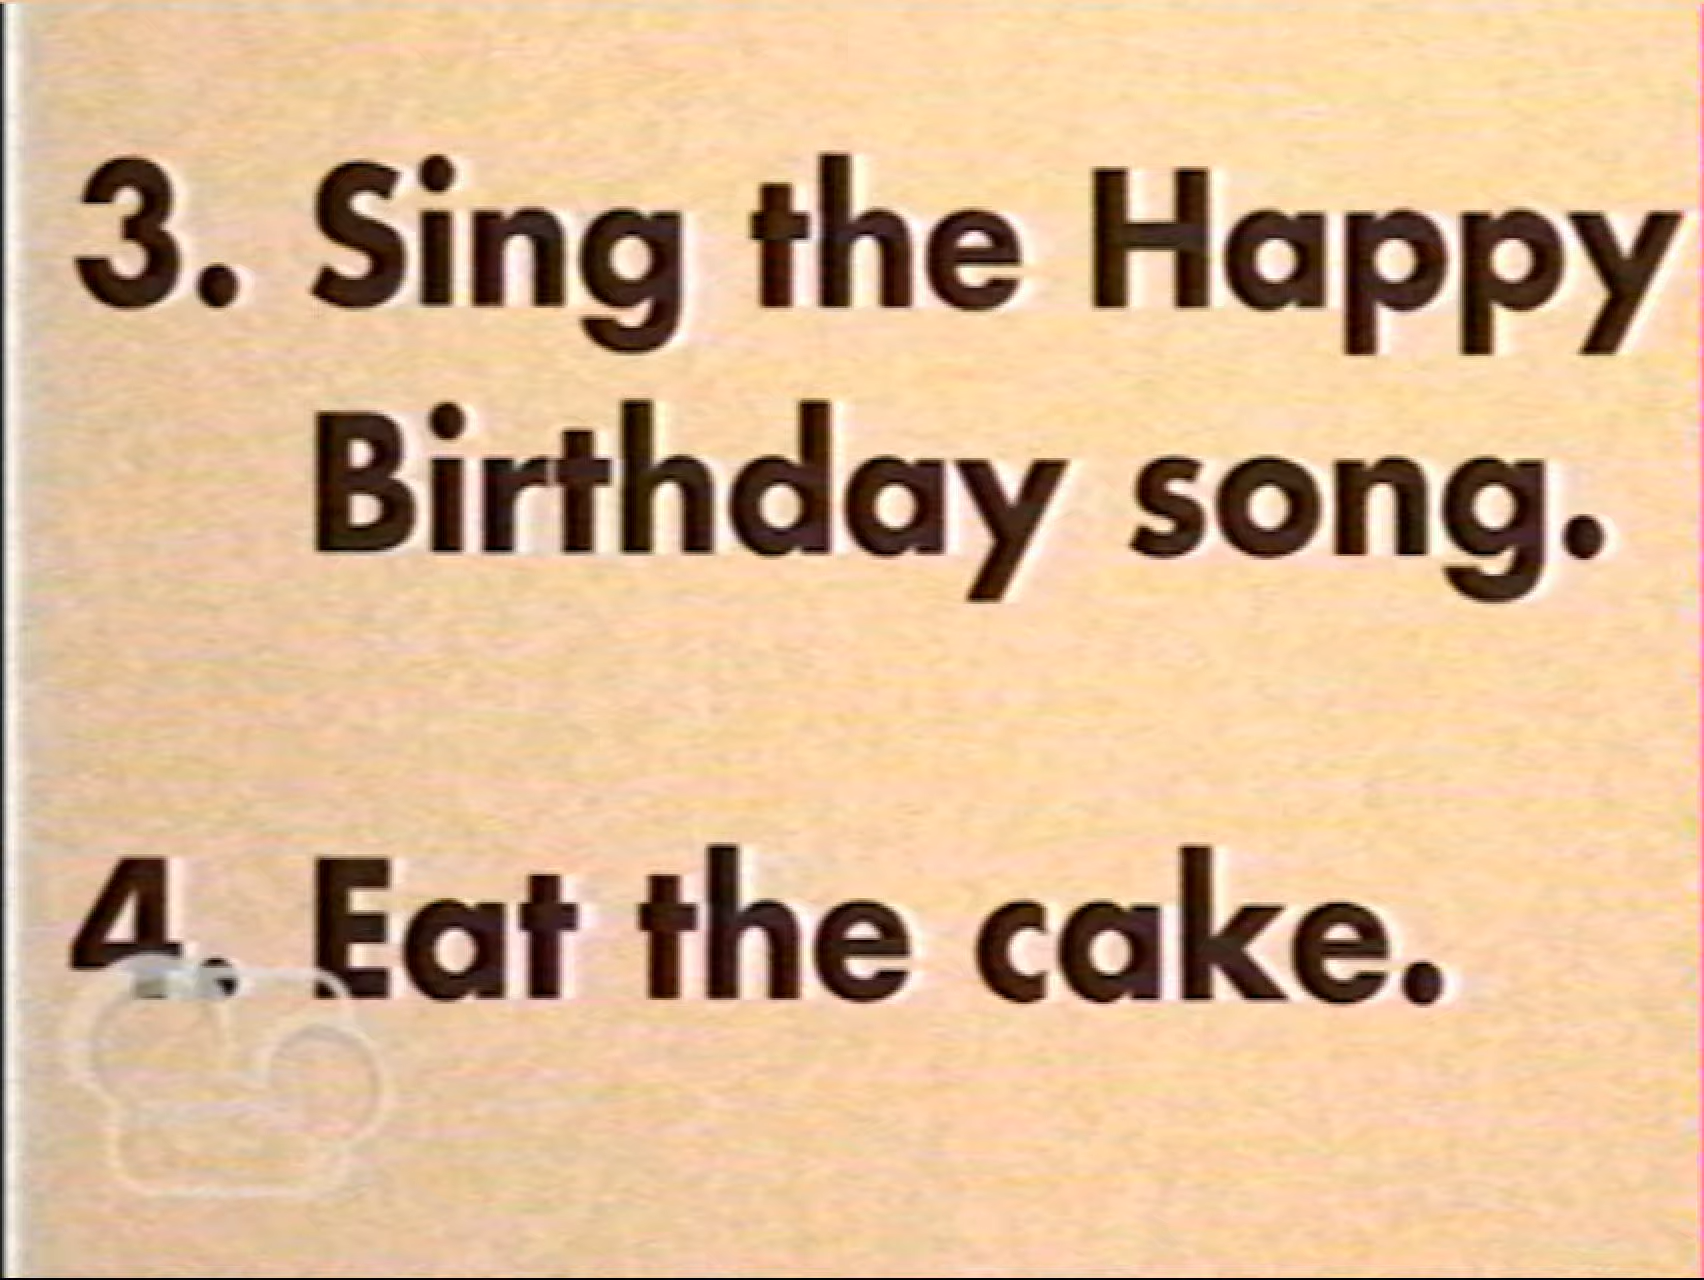 3. Sing the Happy
Birthday song.
4. Eat the cake.